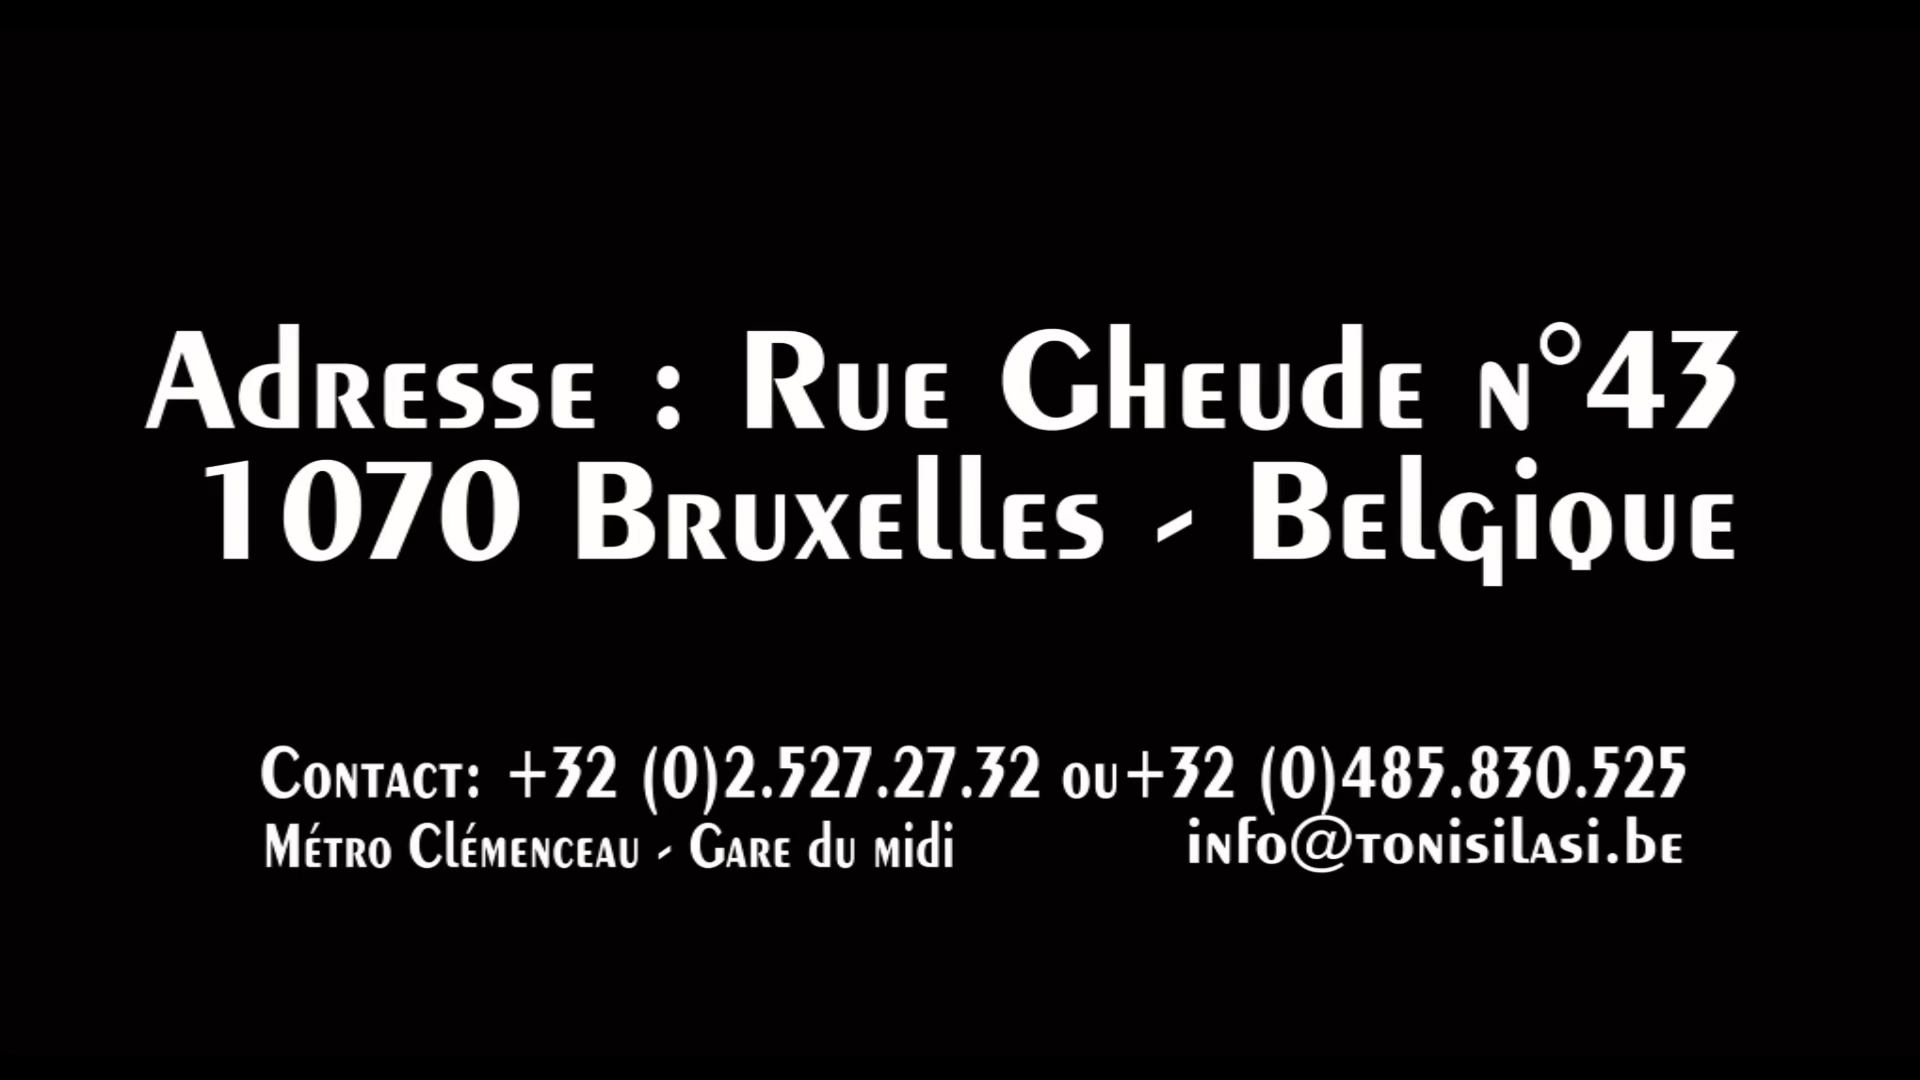 Adresse : Rue Gheude n°43
1070 Bruxelles - Belgique
Contact: +32 (0)2.527.27.32 ou+32 (0)485.830.525
Métro Clémenceau - Gare du midi
info@tonisilasi.be